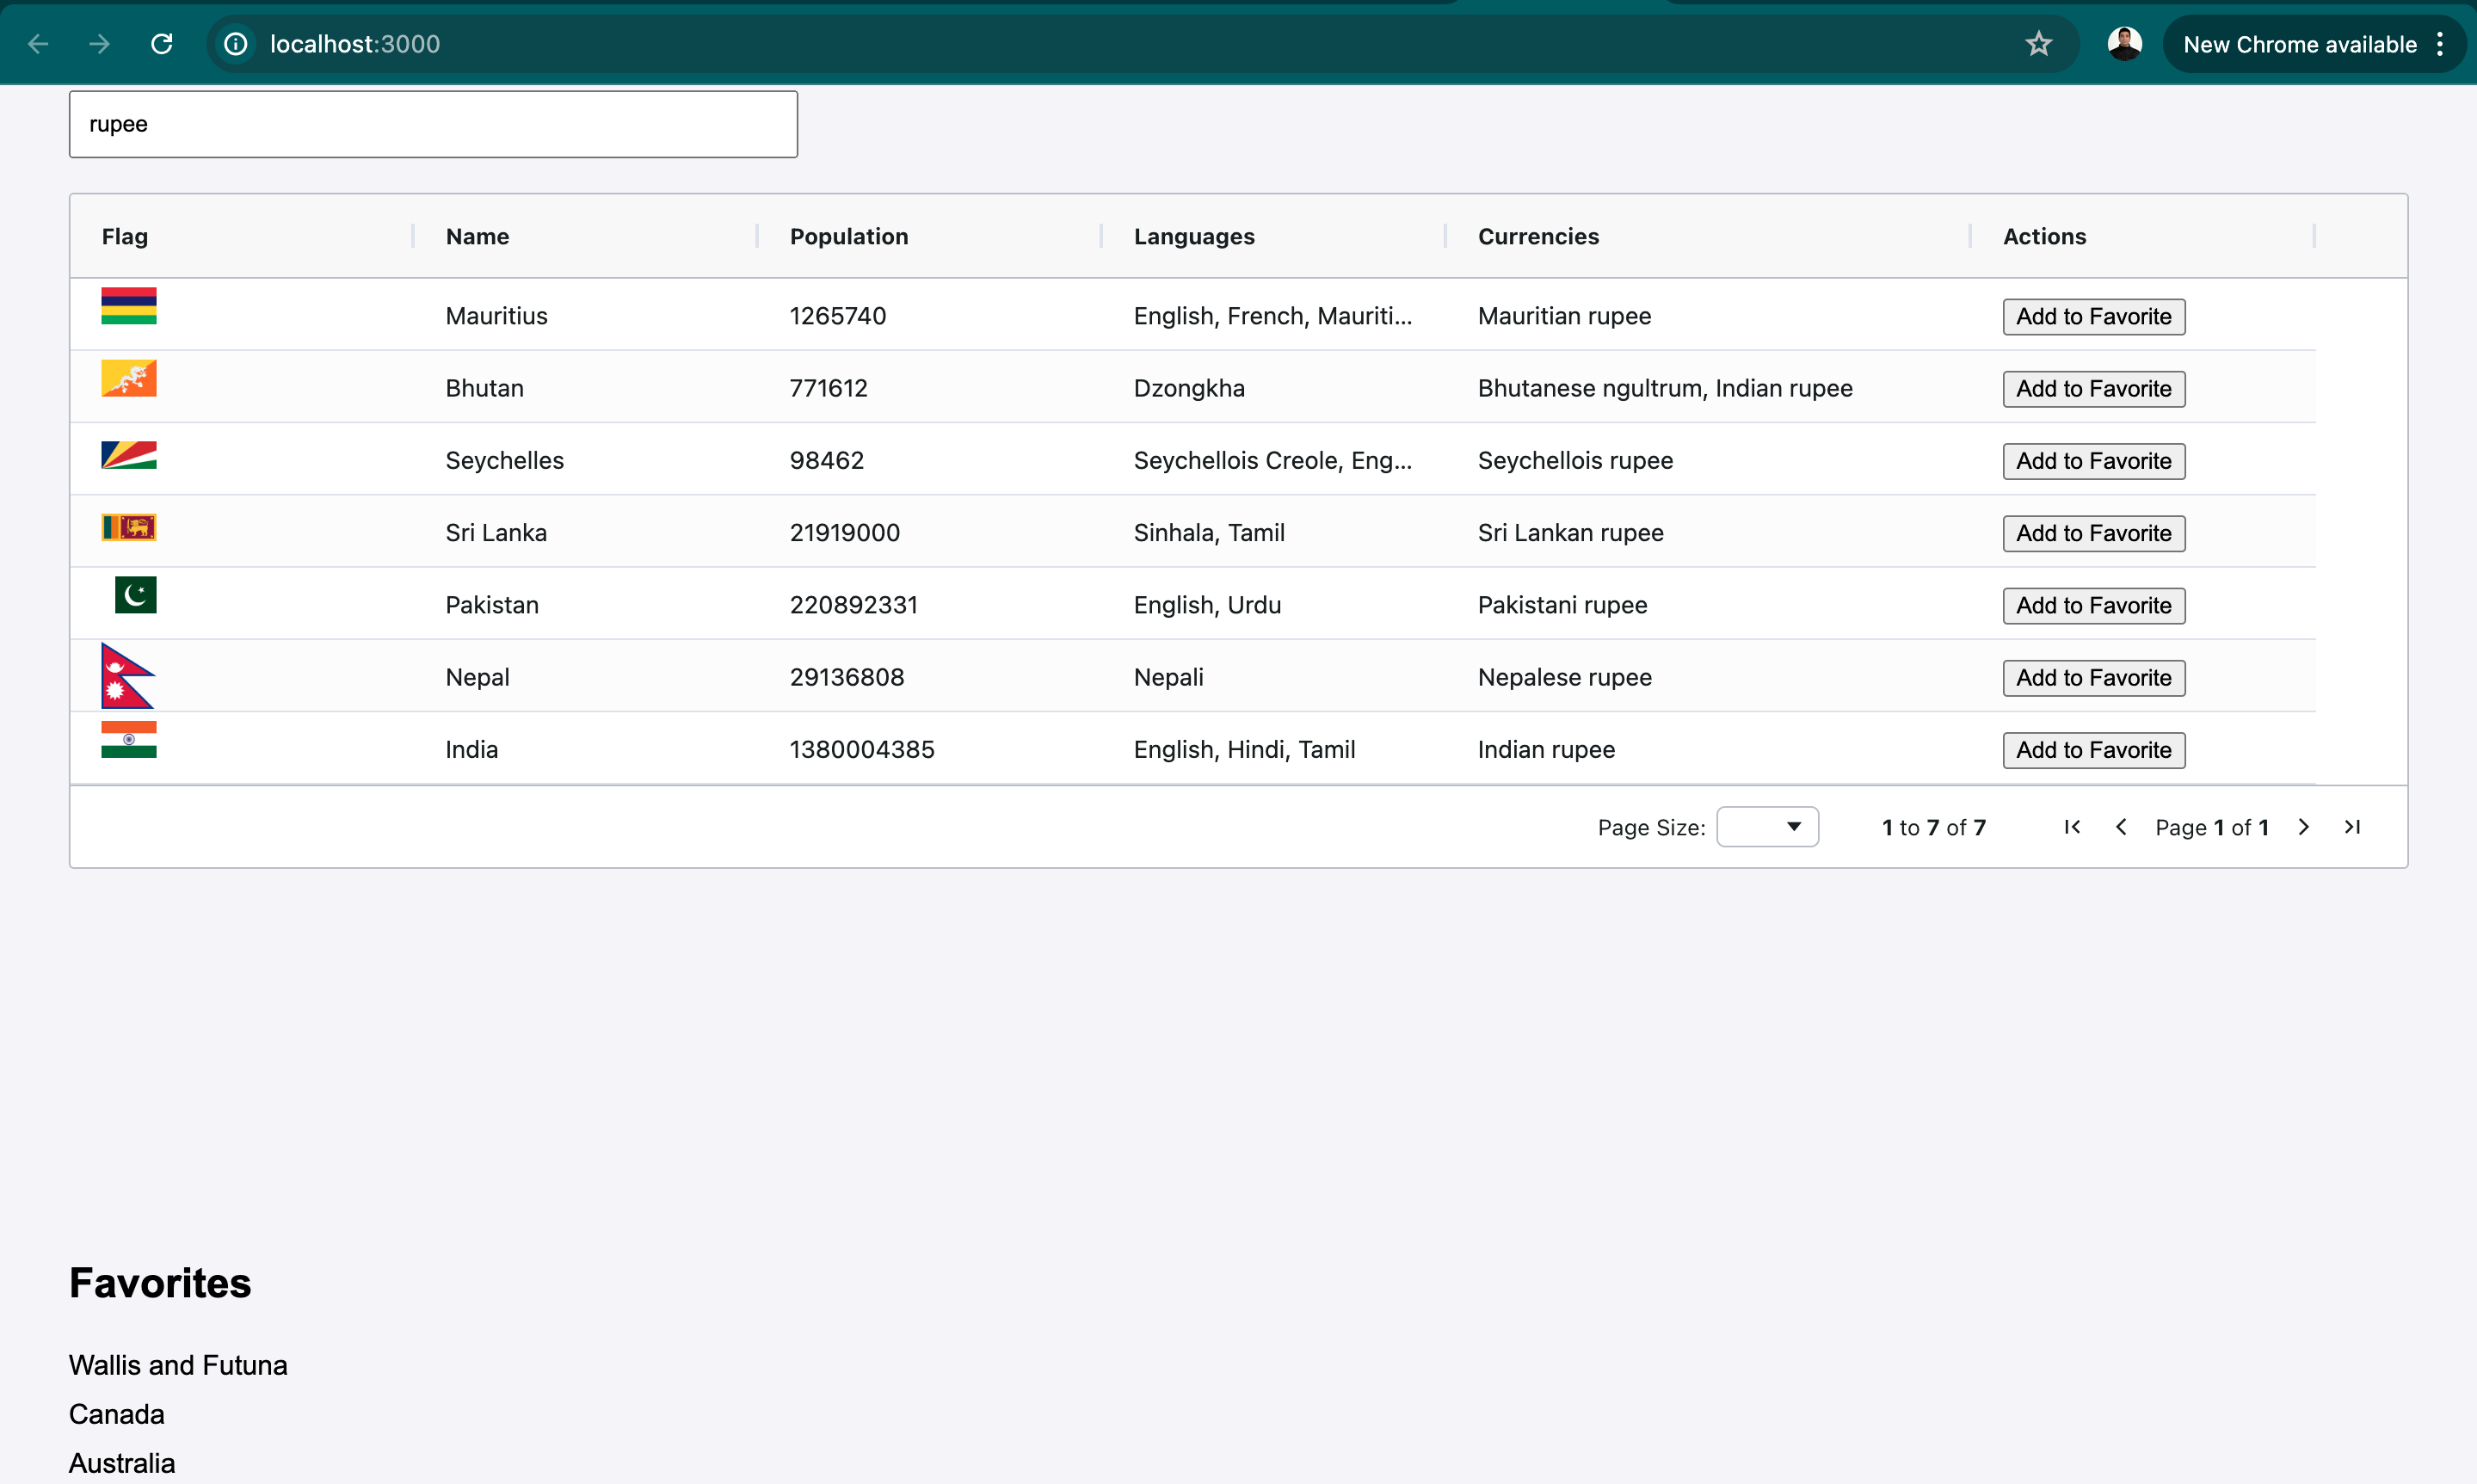 localhost:3000
New Chrome available
rupee
Flag Name Population Languages Currencies Actions
Mauritius 1265740 English, French, Mauriti... Mauritian rupee Add to Favorite
Bhutan 771612 Dzongkha Bhutanese ngultrum, Indian rupee Add to Favorite
Seychelles 98462 Seychellois Creole, Eng... Seychellois rupee Add to Favorite
Sri Lanka 21919000 Sinhala, Tamil Sri Lankan rupee Add to Favorite
Pakistan 220892331 English, Urdu Pakistani rupee Add to Favorite
Nepal 29136808 Nepali Nepalese rupee Add to Favorite
India 1380004385 English, Hindi, Tamil Indian rupee Add to Favorite
Page Size: 1 to 7 of 7 Page 1 of 1
Favorites
Wallis and Futuna
Canada
Australia